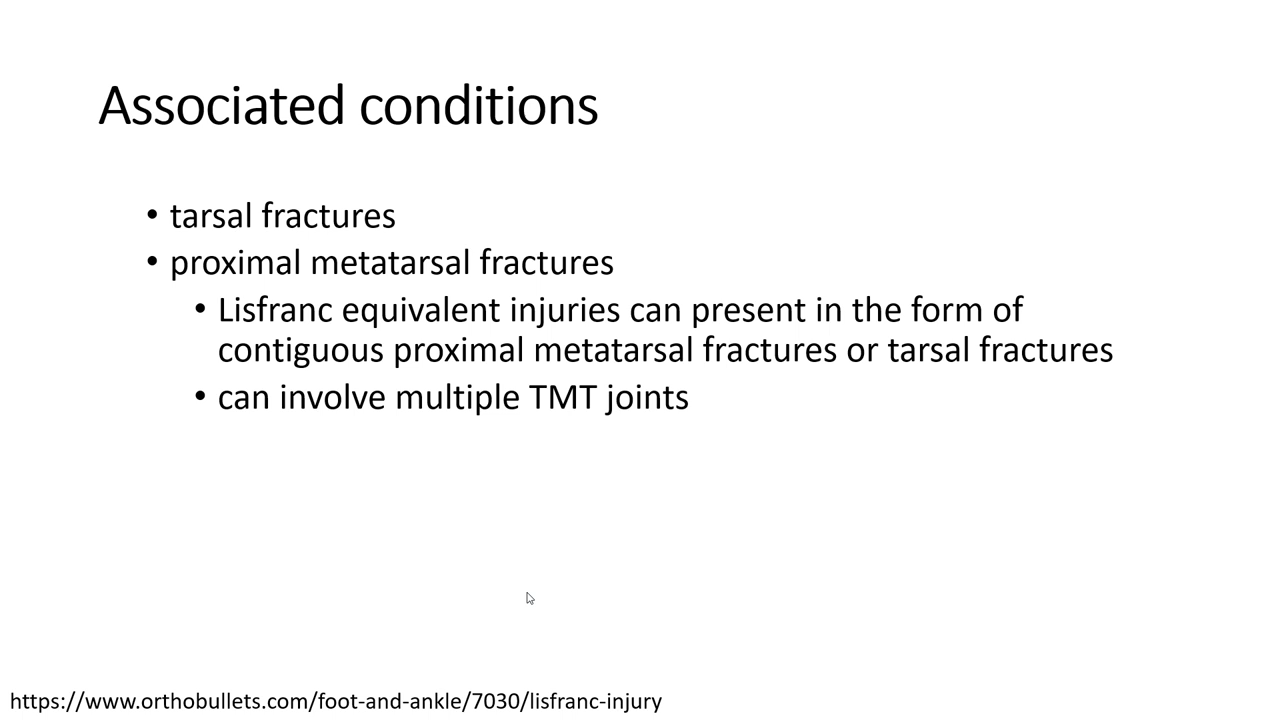 Associated conditions
• tarsal fractures
• proximal metatarsal fractures
• Lisfranc equivalent injuries can present in the form of
contiguous proximal metatarsal fractures or tarsal fractures
• can involve multiple TMT joints
https://www.orthobullets.com/foot-and-ankle/7030/lisfranc-injury